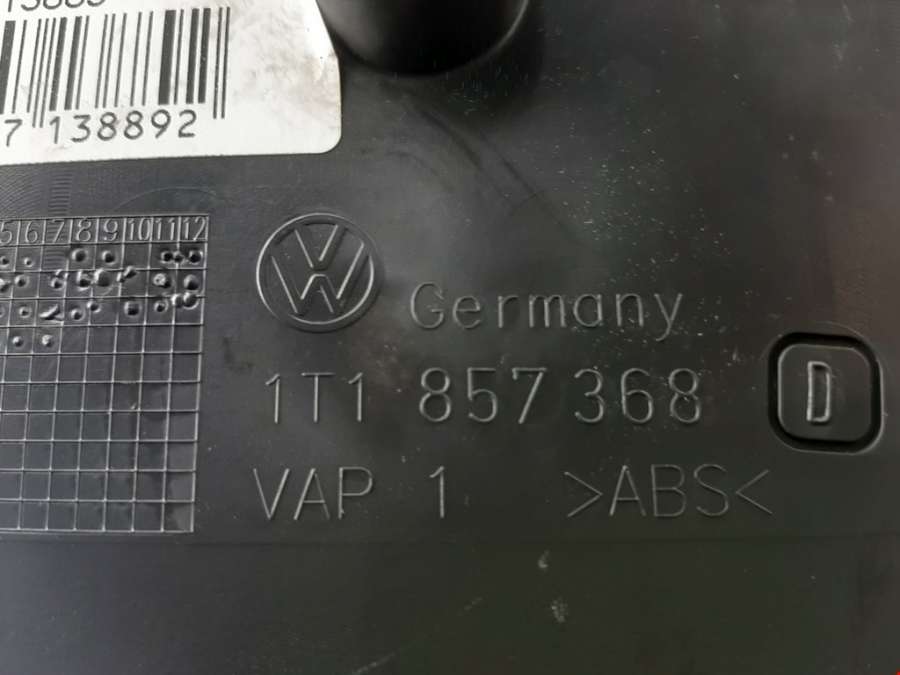 7 138892
5 6 7 8 9 10 11 12
Germany
1T1 857 368 D
VAP 1 >ABS<